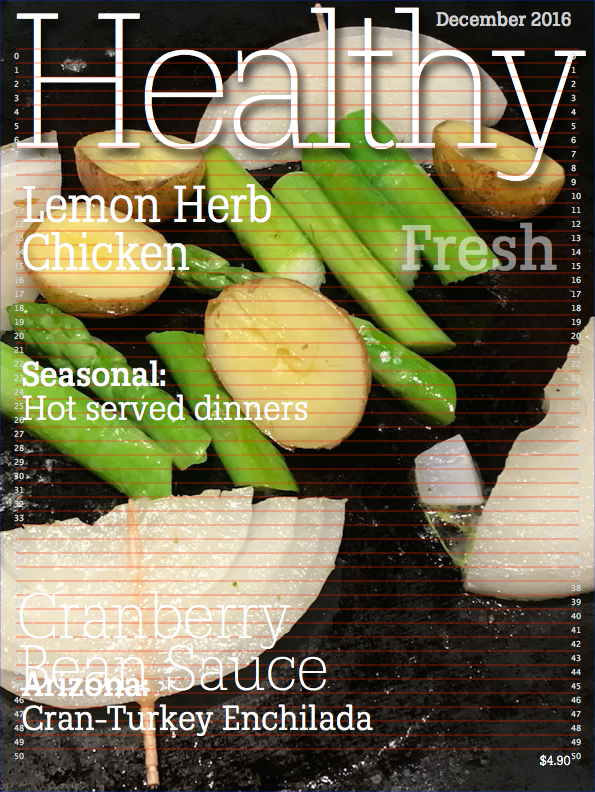 December 2016
Healthy
Lemon Herb
Chicken
Fresh
Seasonal:
Hot served dinners
Cranberry
Bean Sauce
Arizona:
Cran-Turkey Enchilada
$4.90